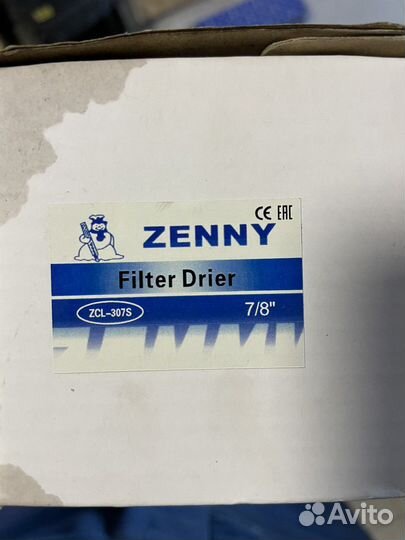 CE EAC
ZENNY
Filter Drier
ZCL-307S 7/8"
Avito